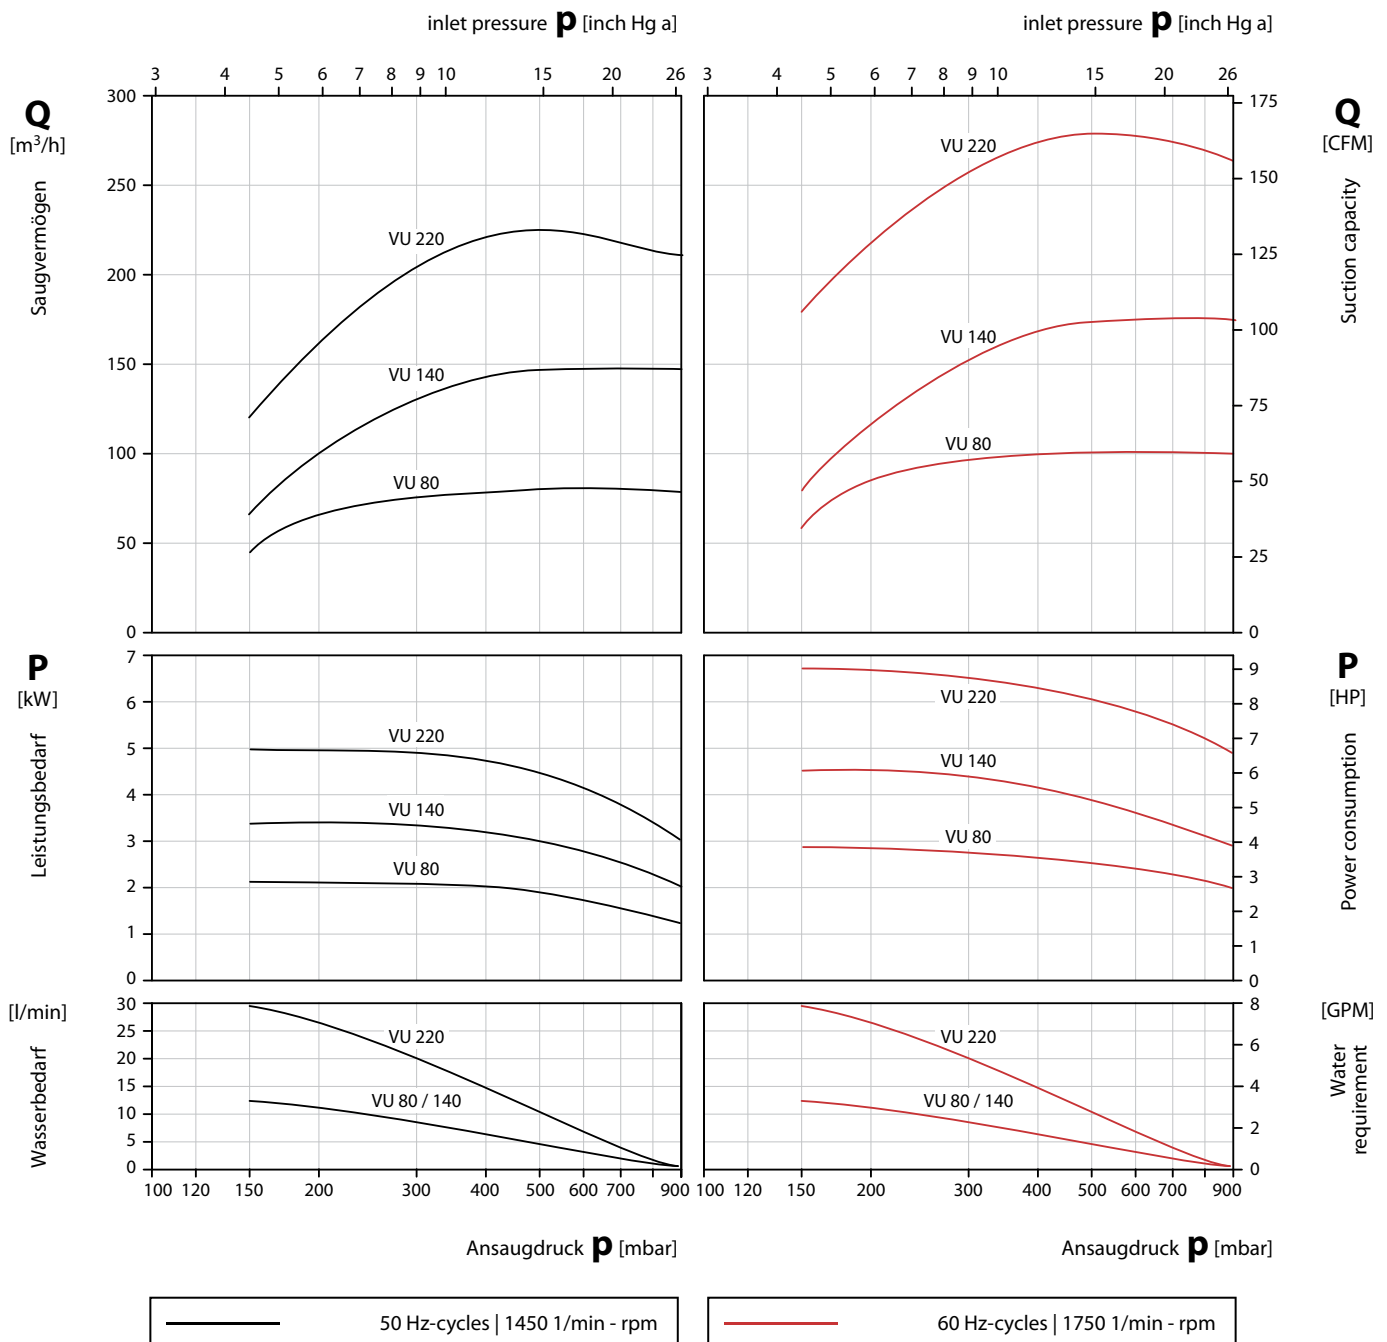 inlet pressure p [inch Hg a] inlet pressure p [inch Hg a]
3 4 5 6 7 8 9 10 15 20 26 3 4 5 6 7 8 9 10 15 20 26
Q
[m³/h]
Saugvermögen
300
250
200
150
100
50
0
VU 220
VU 140
VU 80
VU 220
VU 140
VU 80
175
150
125
100
75
50
25
0
Q
[CFM]
Suction capacity
P
[kW]
Leistungsbedarf
7
6
5
4
3
2
1
0
VU 220
VU 140
VU 80
VU 220
VU 140
VU 80
9
8
7
6
5
4
3
2
1
0
P
[HP]
Power consumption
[l/min]
Wasserbedarf
30
25
20
15
10
5
0
VU 220
VU 80 / 140
VU 220
VU 80 / 140
8
6
4
2
0
[GPM]
Water
requirement
100 120 150 200 300 400 500 600 700 900 100 120 150 200 300 400 500 600 700 900
Ansaugdruck p [mbar] Ansaugdruck p [mbar]
50 Hz-cycles | 1450 1/min - rpm 60 Hz-cycles | 1750 1/min - rpm